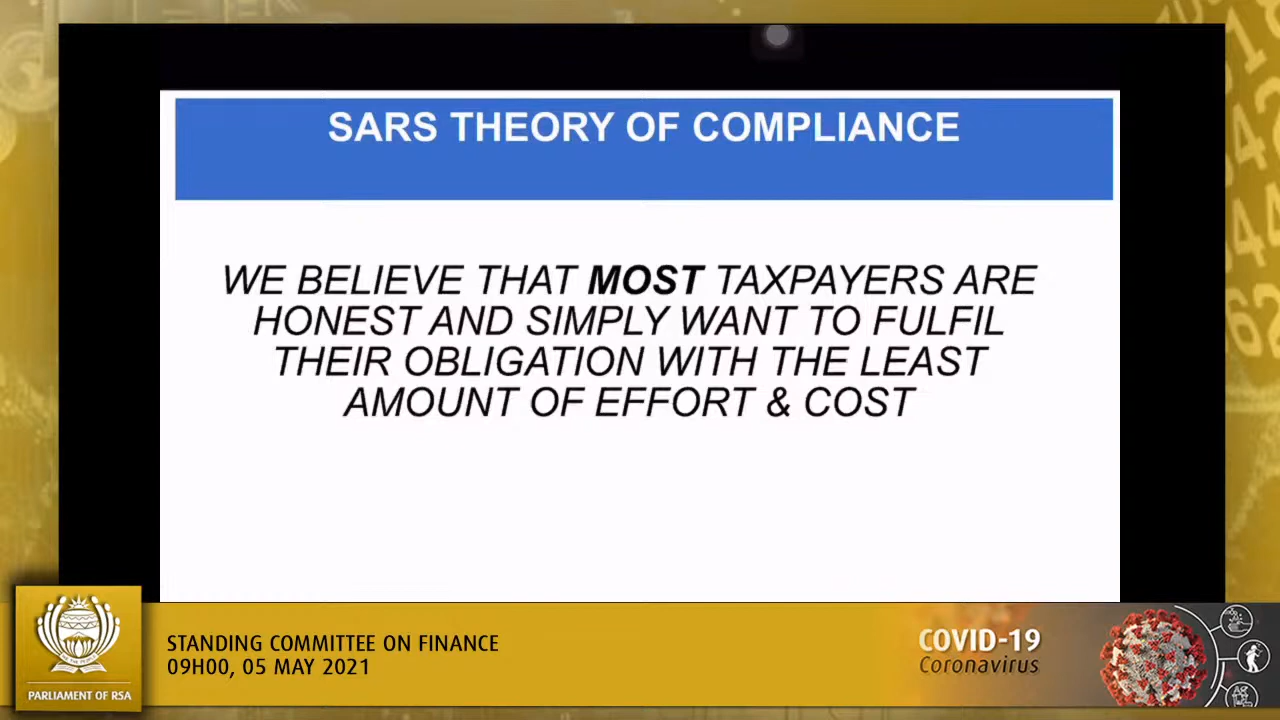 SARS THEORY OF COMPLIANCE
WE BELIEVE THAT MOST TAXPAYERS ARE
HONEST AND SIMPLY WANT TO FULFIL
THEIR OBLIGATION WITH THE LEAST
AMOUNT OF EFFORT & COST
STANDING COMMITTEE ON FINANCE
09H00, 05 MAY 2021
PARLIAMENT OF RSA
COVID-19
Coronavirus